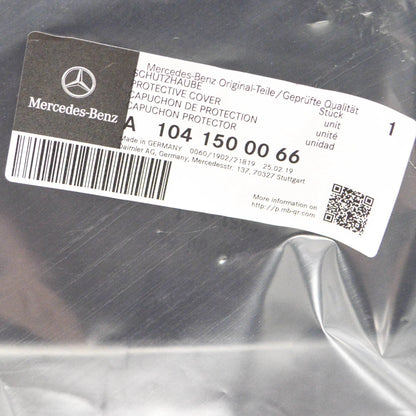 Mercedes-Benz
Mercedes-Benz Original-Teile/Geprüfte Qualität
SCHUTZHAUBE
PROTECTIVE COVER
CAPUCHON DE PROTECTION
CAPUCHON PROTECTOR
Stück
unit
unité
unidad
1
A 104 150 00 66
Made in GERMANY 0060/1902/21819 25.02.19
Daimler AG, Germany, Mercedesstr. 137, 70327 Stuttgart
More information on
http://p.mb-qr.com